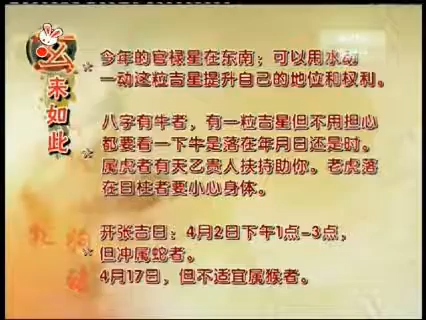 玄来如此
今年的官禄星在东南；可以用水动
一动这粒吉星提升自己的地位和权利。
八字有牛者，有一粒吉星但不用担心
都要看一下牛是落在年月日还是时。
属虎者有天乙贵人扶持助你。老虎落
在日柱者要小心身体。
开张吉日：4月2日下午1点-3点，
但冲属蛇者。
4月17日，但不适宜属猴者。